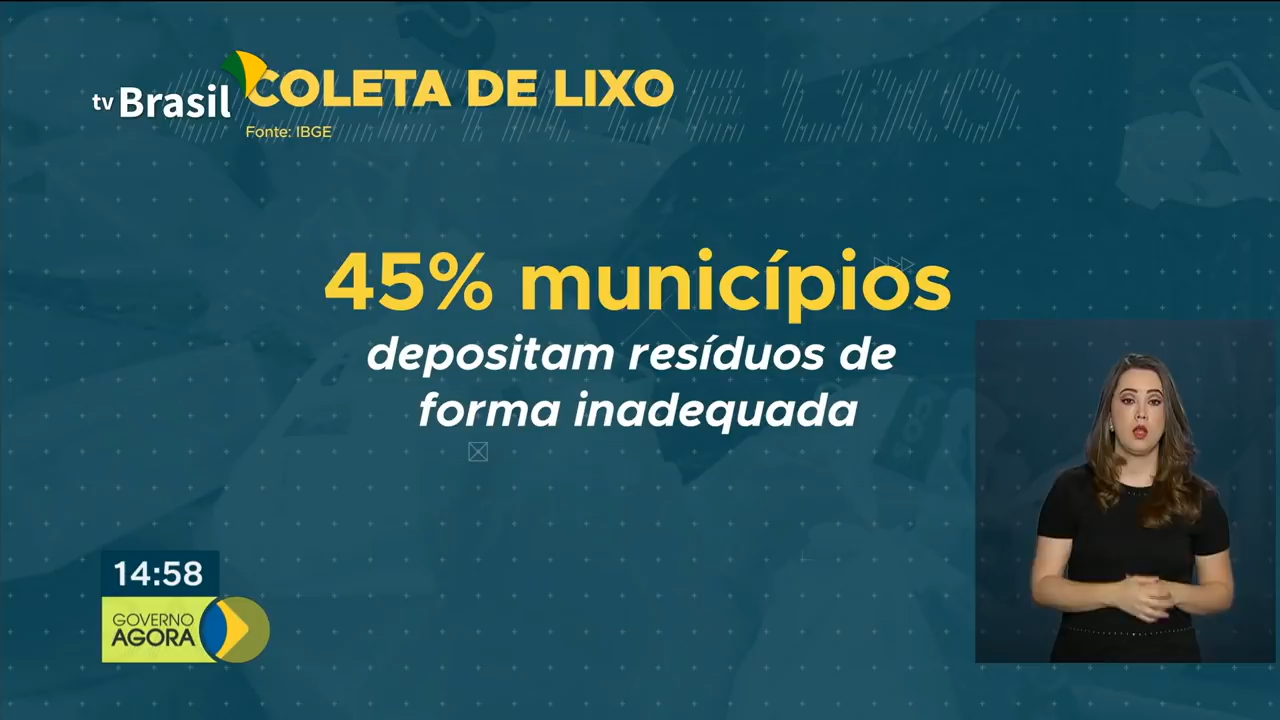 tv Brasil
COLETA DE LIXO
Fonte: IBGE
45% municípios
depositam resíduos de
forma inadequada
14:58
GOVERNO
AGORA